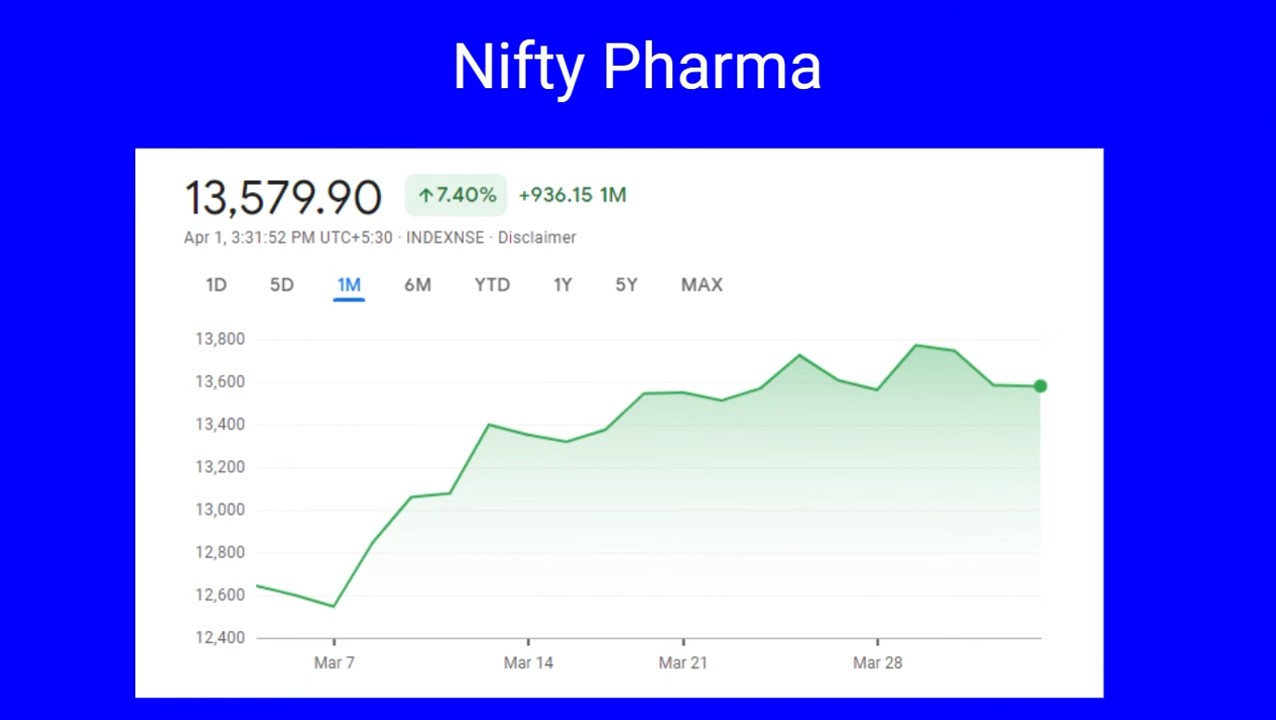 Nifty Pharma
13,579.90 ↑7.40% +936.15 1M
Apr 1, 3:31:52 PM UTC+5:30 · INDEXNSE · Disclaimer
1D 5D 1M 6M YTD 1Y 5Y MAX
13,800
13,600
13,400
13,200
13,000
12,800
12,600
12,400
Mar 7 Mar 14 Mar 21 Mar 28